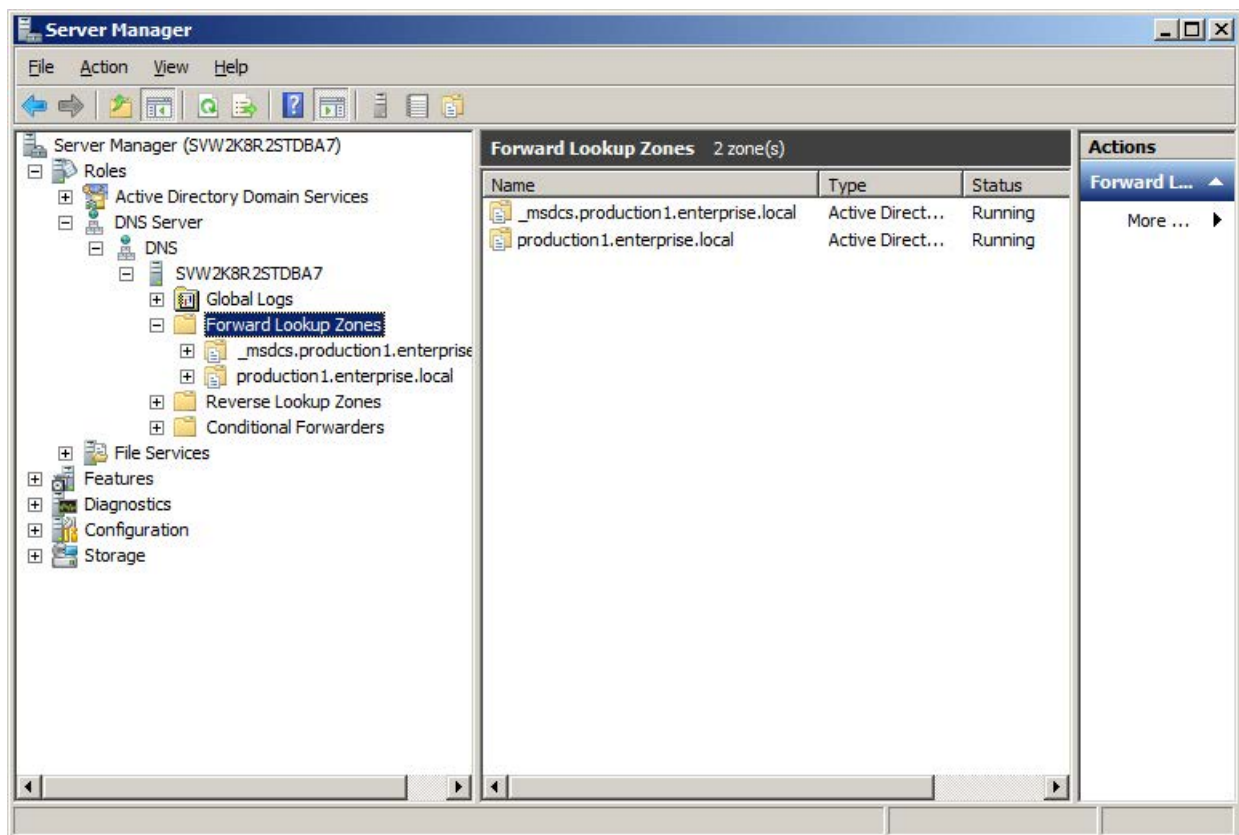 Server Manager
File Action View Help
Server Manager (SVW2K8R2STDBA7)
Roles
Active Directory Domain Services
DNS Server
DNS
SVW2K8R2STDBA7
Global Logs
Forward Lookup Zones
_msdcs.production1.enterprise
production1.enterprise.local
Reverse Lookup Zones
Conditional Forwarders
File Services
Features
Diagnostics
Configuration
Storage
Forward Lookup Zones 2 zone(s)
Name Type Status
_msdcs.production1.enterprise.local Active Direct... Running
production1.enterprise.local Active Direct... Running
Actions
Forward L...
More ...